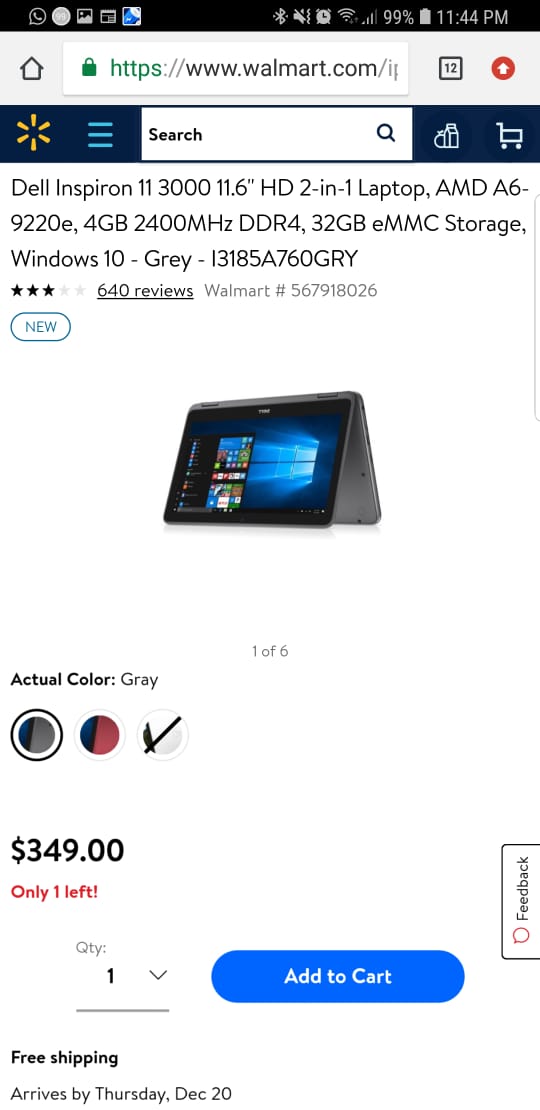 99
99% 11:44 PM
https://www.walmart.com/ip
12
Search
Dell Inspiron 11 3000 11.6" HD 2-in-1 Laptop, AMD A6-
9220e, 4GB 2400MHz DDR4, 32GB eMMC Storage,
Windows 10 - Grey - I3185A760GRY
640 reviews Walmart # 567918026
NEW
DELL
1 of 6
Actual Color: Gray
$349.00
Only 1 left!
Feedback
Qty:
1
Add to Cart
Free shipping
Arrives by Thursday, Dec 20